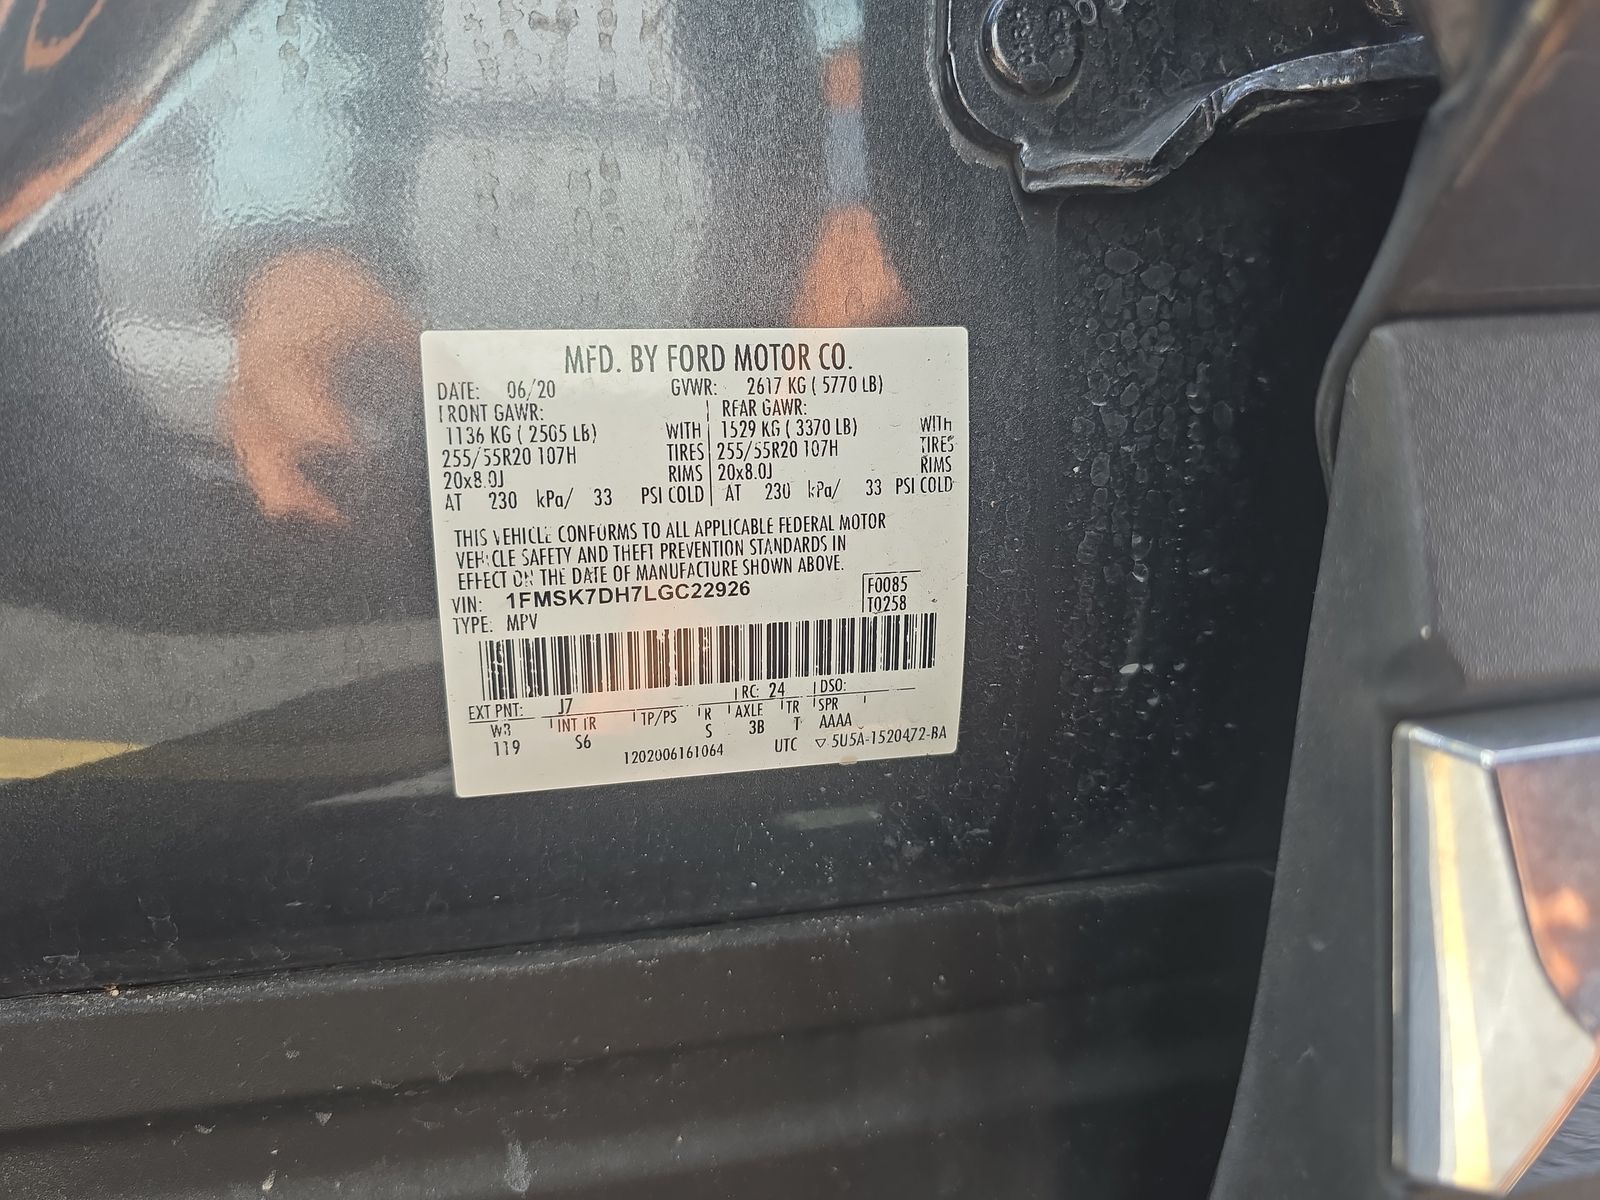 MFD. BY FORD MOTOR CO.
DATE: 06/20 GVWR: 2617 KG ( 5770 LB)
FRONT GAWR: REAR GAWR:
1136 KG ( 2505 LB) WITH 1529 KG ( 3370 LB) WITH
255/55R20 107H TIRES 255/55R20 107H TIRES
20x8.0J RIMS 20x8.0J RIMS
AT 230 kPa/ 33 PSI COLD AT 230 kPa/ 33 PSI COLD
THIS VEHICLE CONFORMS TO ALL APPLICABLE FEDERAL MOTOR
VEHICLE SAFETY AND THEFT PREVENTION STANDARDS IN
EFFECT ON THE DATE OF MANUFACTURE SHOWN ABOVE.
VIN: 1FMSK7DH7LGC22926 F0085
TYPE: MPV T0258
EXT PNT: J7 RC: 24 DSO:
WB INT TR TP/PS R AXLE TR SPR
119 S6 S 3B T AAAA
1202006161064 UTC ▽ 5U5A-1520472-BA